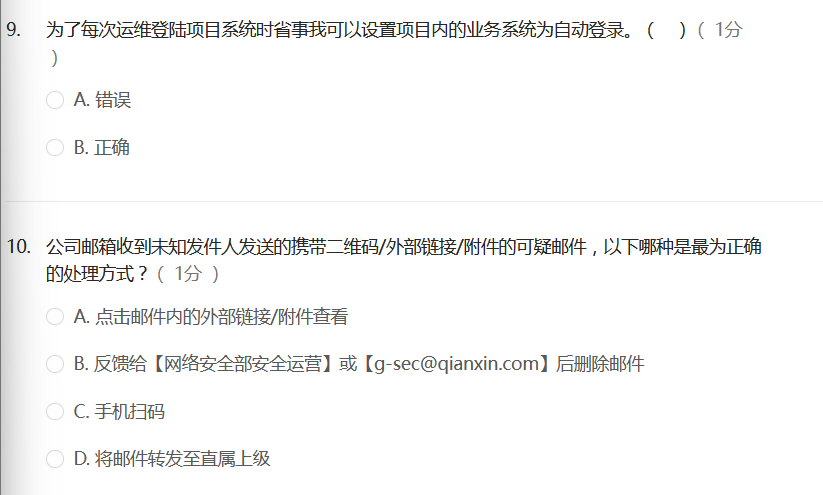 9. 为了每次运维登陆项目系统时省事我可以设置项目内的业务系统为自动登录。（ ）（ 1分
）
A. 错误
B. 正确
10. 公司邮箱收到未知发件人发送的携带二维码/外部链接/附件的可疑邮件，以下哪种是最为正确
的处理方式？（ 1分 ）
A. 点击邮件内的外部链接/附件查看
B. 反馈给【网络安全部安全运营】或【g-sec@qianxin.com】后删除邮件
C. 手机扫码
D. 将邮件转发至直属上级